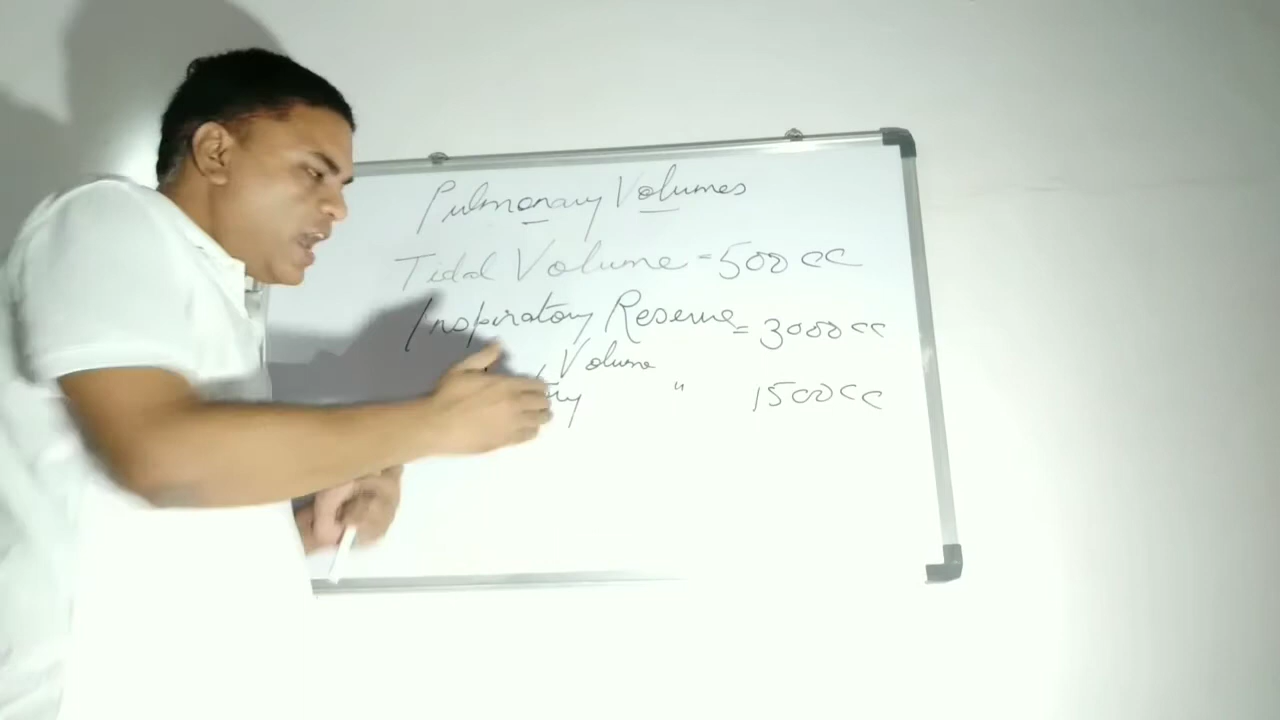 Pulmonary Volumes
Tidal Volume = 500 cc
Inspiratory Reserve = 3000 cc
Volume
" 1500 cc